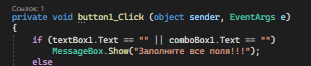 Ссылок: 1
private void button1_Click (object sender, EventArgs e)
{
if (textBox1.Text == "" || comboBox1.Text == "")
MessageBox.Show("Заполните все поля!!!");
else